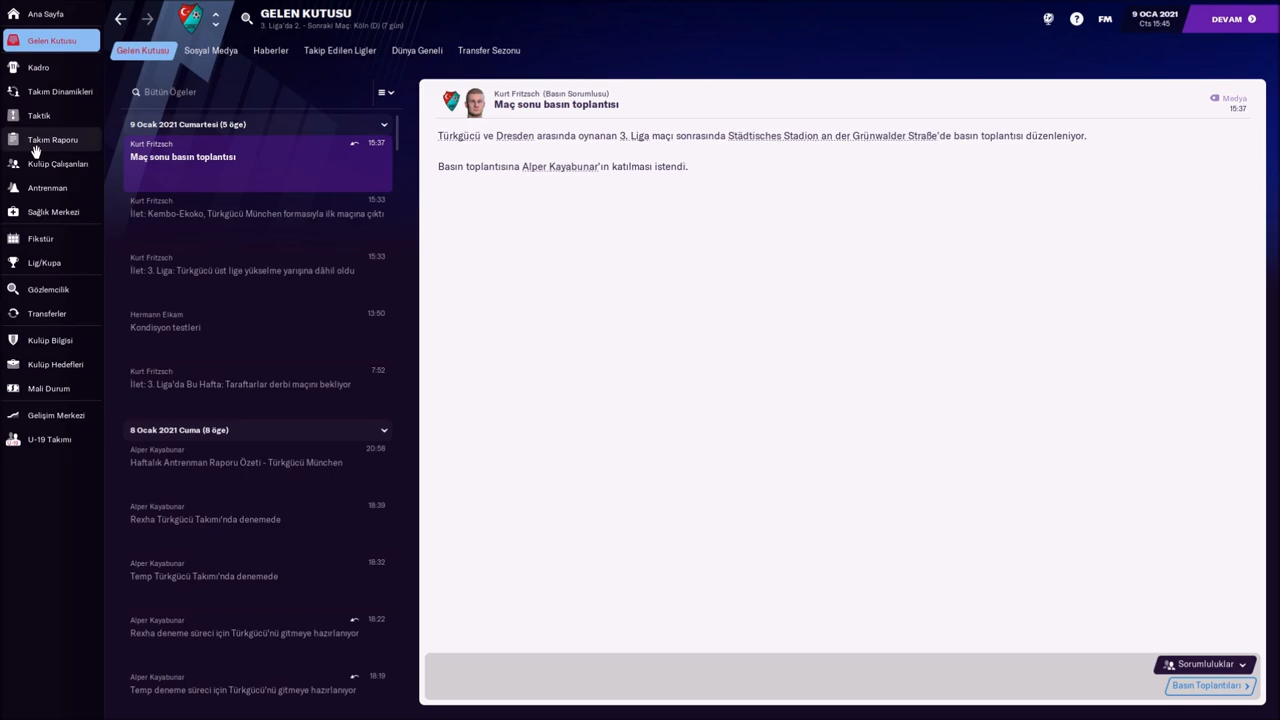 Ana Sayfa
Gelen Kutusu
Kadro
Takım Dinamikleri
Taktik
Takım Raporu
Kulüp Çalışanları
Antrenman
Sağlık Merkezi
Fikstür
Lig/Kupa
Gözlemcilik
Transferler
Kulüp Bilgisi
Kulüp Hedefleri
Mali Durum
Gelişim Merkezi
U-19 Takımı
GELEN KUTUSU
3. Liga'da 2. - Sonraki Maç: Köln (D) (7 gün)
FM
9 OCA 2021
Cts 15:45
DEVAM
Gelen Kutusu
Sosyal Medya
Haberler
Takip Edilen Ligler
Dünya Geneli
Transfer Sezonu
Bütün Ögeler
9 Ocak 2021 Cumartesi (5 öge)
Kurt Fritzsch 15:37
Maç sonu basın toplantısı
Kurt Fritzsch 15:33
İlet: Kembo-Ekoko, Türkgücü München formasıyla ilk maçına çıktı
Kurt Fritzsch 15:33
İlet: 3. Liga: Türkgücü üst lige yükselme yarışına dâhil oldu
Hermann Eikam 13:50
Kondisyon testleri
Kurt Fritzsch 7:52
İlet: 3. Liga'da Bu Hafta: Taraftarlar derbi maçını bekliyor
8 Ocak 2021 Cuma (8 öge)
Alper Kayabunar 20:56
Haftalık Antrenman Raporu Özeti - Türkgücü München
Alper Kayabunar 18:39
Rexha Türkgücü Takımı'nda denemede
Alper Kayabunar 18:32
Temp Türkgücü Takımı'nda denemede
Alper Kayabunar 18:22
Rexha deneme süreci için Türkgücü'nü gitmeye hazırlanıyor
Alper Kayabunar 18:19
Temp deneme süreci için Türkgücü'nü gitmeye hazırlanıyor
Kurt Fritzsch (Basın Sorumlusu)
Maç sonu basın toplantısı
Medya
15:37
Türkgücü ve Dresden arasında oynanan 3. Liga maçı sonrasında Städtisches Stadion an der Grünwalder Straße'de basın toplantısı düzenleniyor.
Basın toplantısına Alper Kayabunar'ın katılması istendi.
Sorumluluklar
Basın Toplantıları